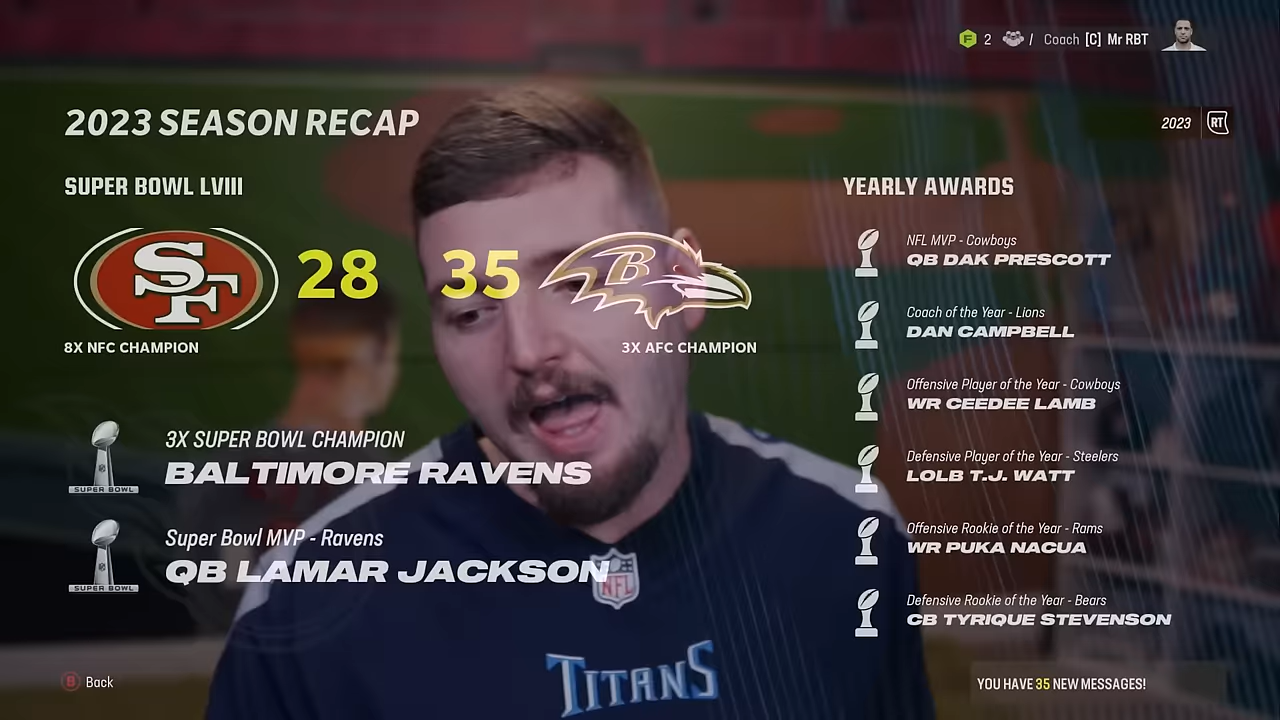 F 2 / Coach [C] Mr RBT
2023 SEASON RECAP
2023 RT
SUPER BOWL LVIII
SF 28 35 B
8X NFC CHAMPION
3X AFC CHAMPION
3X SUPER BOWL CHAMPION
BALTIMORE RAVENS
SUPER BOWL
Super Bowl MVP - Ravens
QB LAMAR JACKSON
SUPER BOWL
NFL
TITANS
YEARLY AWARDS
NFL MVP - Cowboys
QB DAK PRESCOTT
Coach of the Year - Lions
DAN CAMPBELL
Offensive Player of the Year - Cowboys
WR CEEDEE LAMB
Defensive Player of the Year - Steelers
LOLB T.J. WATT
Offensive Rookie of the Year - Rams
WR PUKA NACUA
Defensive Rookie of the Year - Bears
CB TYRIQUE STEVENSON
B Back
YOU HAVE 35 NEW MESSAGES!